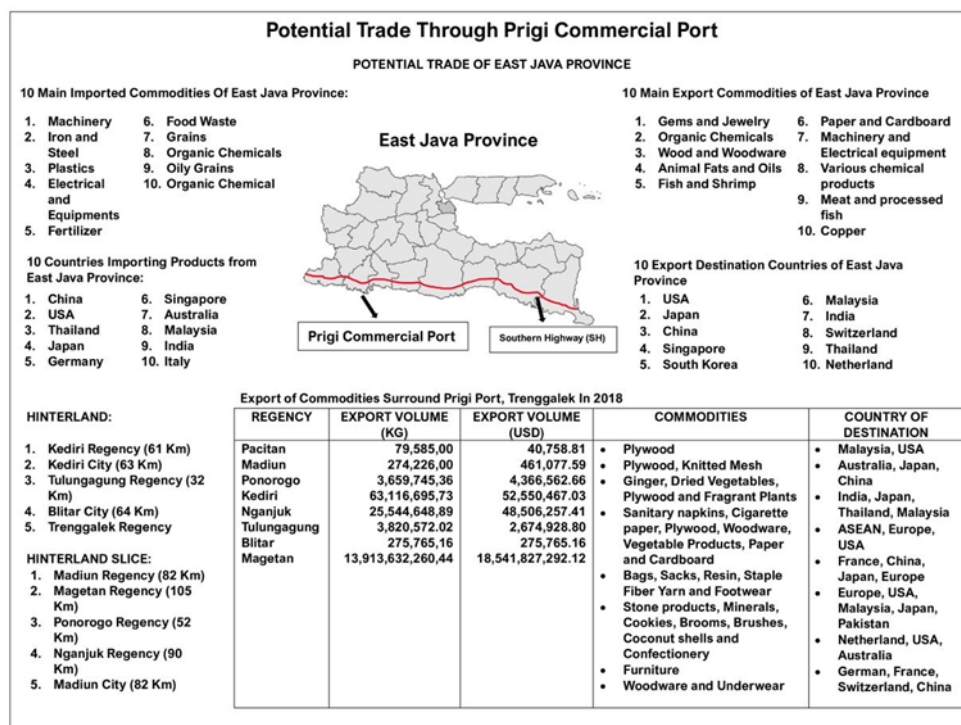 Potential Trade Through Prigi Commercial Port
POTENTIAL TRADE OF EAST JAVA PROVINCE
10 Main Imported Commodities Of East Java Province:
1. Machinery
2. Iron and
Steel
3. Plastics
4. Electrical
and
Equipments
5. Fertilizer
6. Food Waste
7. Grains
8. Organic Chemicals
9. Oily Grains
10. Organic Chemical
10 Countries Importing Products from
East Java Province:
1. China
2. USA
3. Thailand
4. Japan
5. Germany
6. Singapore
7. Australia
8. Malaysia
9. India
10. Italy
East Java Province
Prigi Commercial Port
Southern Highway (SH)
10 Main Export Commodities of East Java Province
1. Gems and Jewelry
2. Organic Chemicals
3. Wood and Woodware
4. Animal Fats and Oils
5. Fish and Shrimp
6. Paper and Cardboard
7. Machinery and
Electrical equipment
8. Various chemical
products
9. Meat and processed
fish
10. Copper
10 Export Destination Countries of East Java
Province
1. USA
2. Japan
3. China
4. Singapore
5. South Korea
6. Malaysia
7. India
8. Switzerland
9. Thailand
10. Netherland
HINTERLAND:
1. Kediri Regency (61 Km)
2. Kediri City (63 Km)
3. Tulungagung Regency (32
Km)
4. Blitar City (64 Km)
5. Trenggalek Regency
HINTERLAND SLICE:
1. Madiun Regency (82 Km)
2. Magetan Regency (105
Km)
3. Ponorogo Regency (52
Km)
4. Nganjuk Regency (90
Km)
5. Madiun City (82 Km)
Export of Commodities Surround Prigi Port, Trenggalek In 2018
REGENCY
Pacitan
Madiun
Ponorogo
Kediri
Nganjuk
Tulungagung
Blitar
Magetan
EXPORT VOLUME
(KG)
79,585,00
274,226,00
3,659,745,36
63,116,695,73
25,544,648,89
3,820,572.02
275,765,16
13,913,632,260,44
EXPORT VOLUME
(USD)
40,758.81
461,077.59
4,366,562.66
52,550,467.03
48,506,257.41
2,674,928.80
275,765.16
18,541,827,292.12
COMMODITIES
• Plywood
• Plywood, Knitted Mesh
• Ginger, Dried Vegetables,
Plywood and Fragrant Plants
• Sanitary napkins, Cigarette
paper, Plywood, Woodware,
Vegetable Products, Paper
and Cardboard
• Bags, Sacks, Resin, Staple
Fiber Yarn and Footwear
• Stone products, Minerals,
Cookies, Brooms, Brushes,
Coconut shells and
Confectionery
• Furniture
• Woodware and Underwear
COUNTRY OF
DESTINATION
• Malaysia, USA
• Australia, Japan,
China
• India, Japan,
Thailand, Malaysia
• ASEAN, Europe,
USA
• France, China,
Japan, Europe
• Europe, USA,
Malaysia, Japan,
Pakistan
• Netherland, USA,
Australia
• German, France,
Switzerland, China